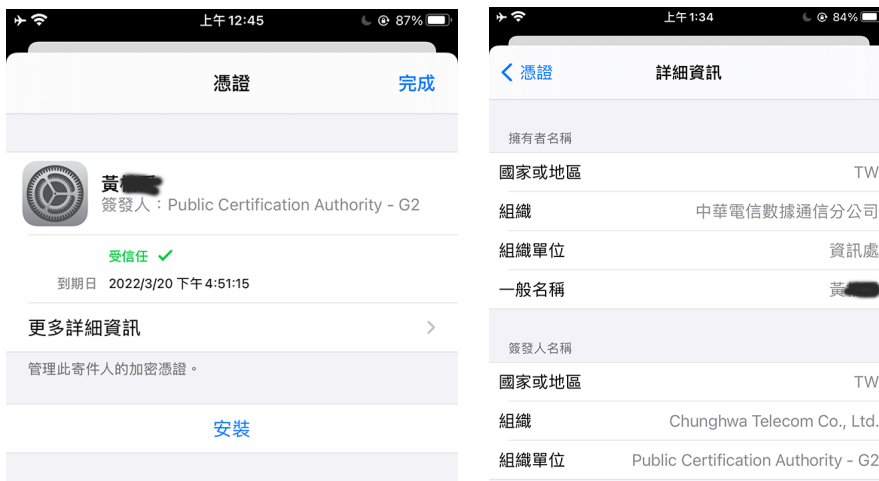 上午12:45
87%
憑證
完成
黃
簽發人：Public Certification Authority - G2
受信任
到期日 2022/3/20 下午4:51:15
更多詳細資訊
管理此寄件人的加密憑證。
安裝
上午1:34
84%
憑證
詳細資訊
擁有者名稱
國家或地區 TW
組織 中華電信數據通信分公司
組織單位 資訊處
一般名稱 黃
簽發人名稱
國家或地區 TW
組織 Chunghwa Telecom Co., Ltd.
組織單位 Public Certification Authority - G2